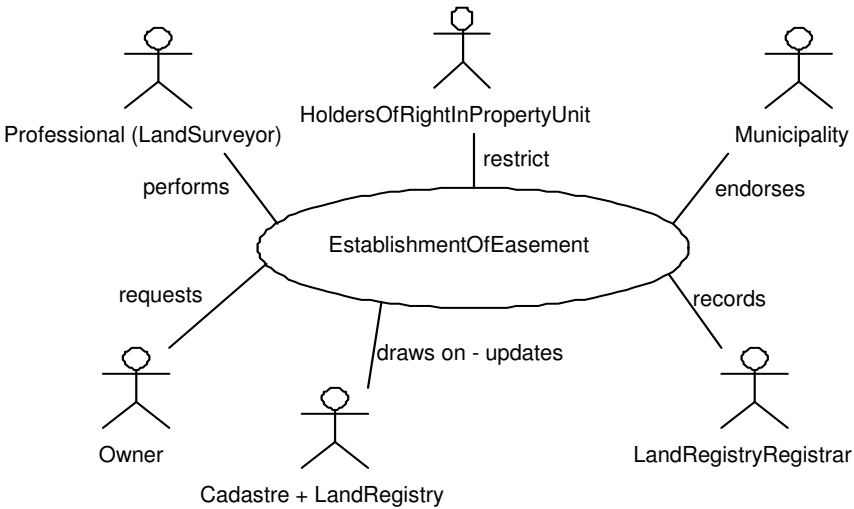 HoldersOfRightInPropertyUnit
Professional (LandSurveyor)
Municipality
restrict
performs
endorses
EstablishmentOfEasement
requests
records
draws on - updates
Owner
LandRegistryRegistrar
Cadastre + LandRegistry